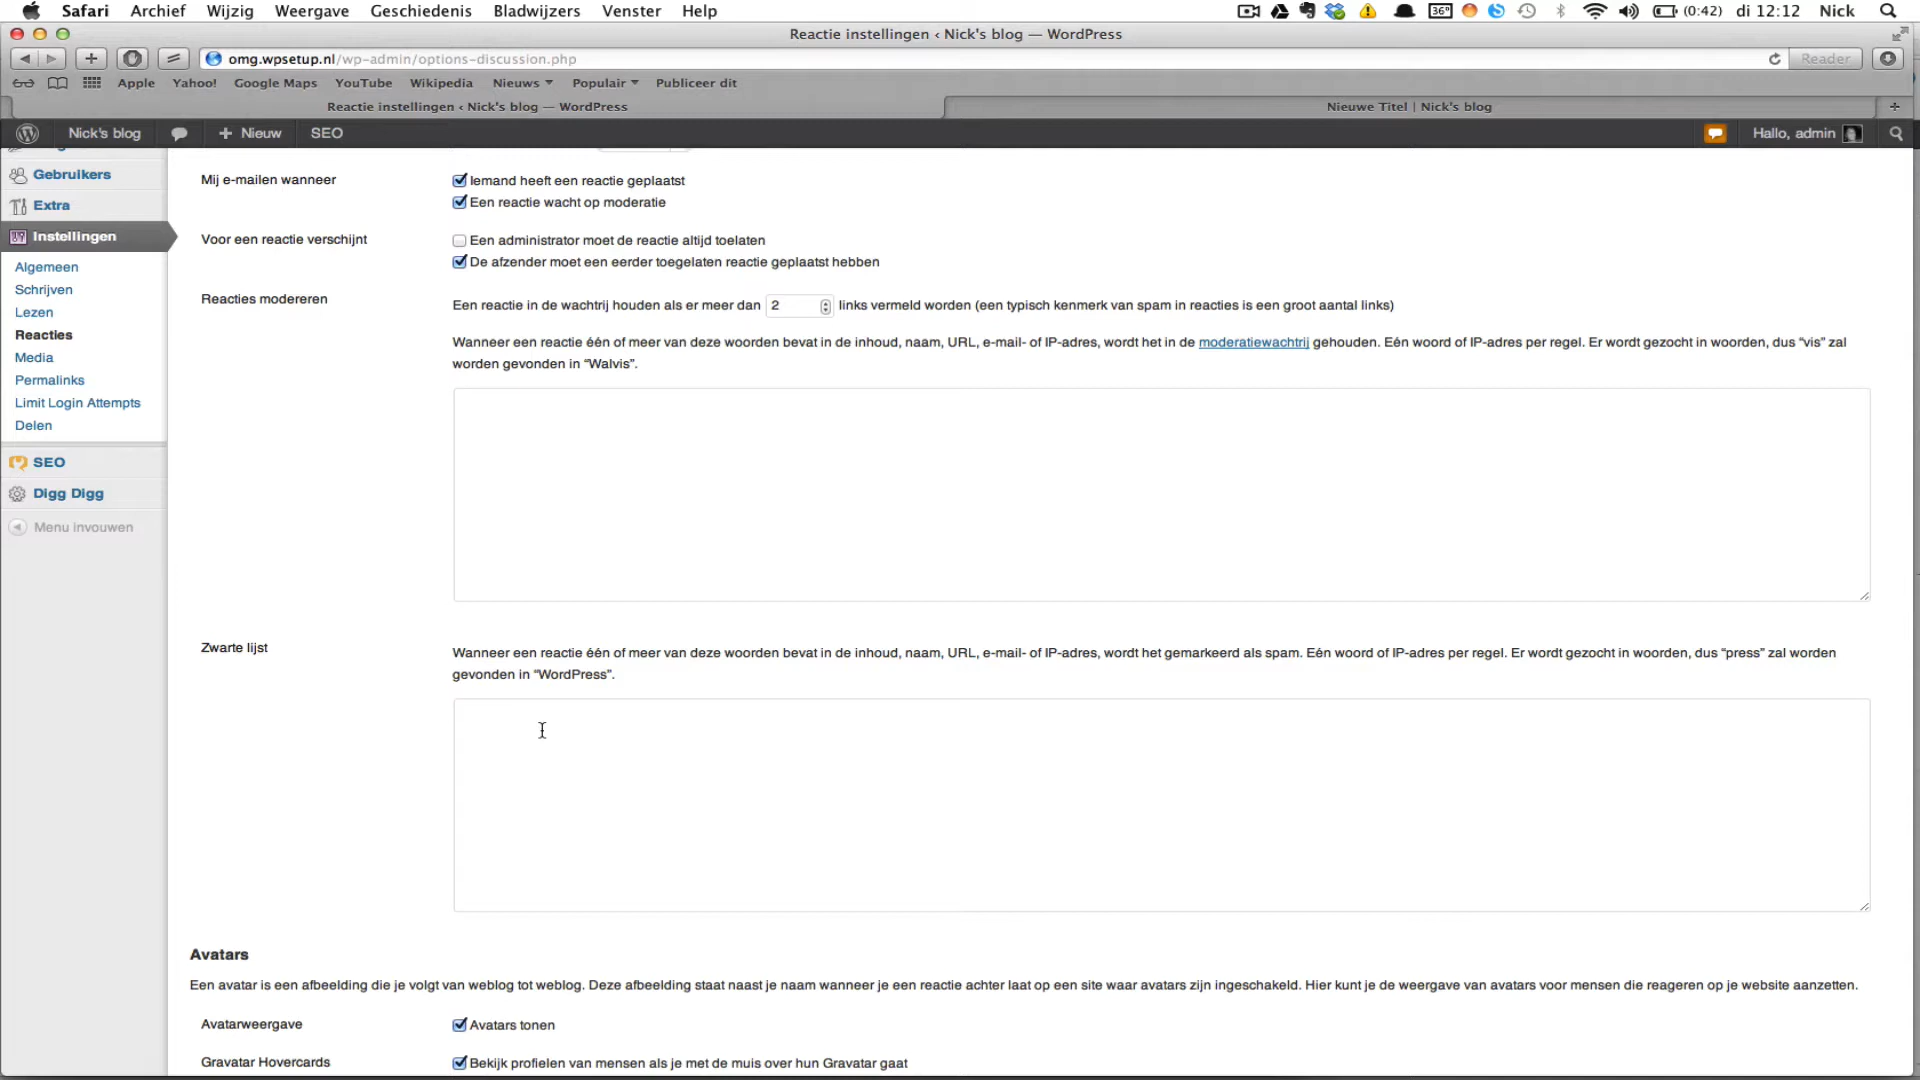 Safari Archief Wijzig Weergave Geschiedenis Bladwijzers Venster Help 36° (0:42) di 12:12 Nick
Reactie instellingen ‹ Nick's blog — WordPress
omg.wpsetup.nl/wp-admin/options-discussion.php Reader
Apple Yahoo! Google Maps YouTube Wikipedia Nieuws Populair Publiceer dit
Reactie instellingen ‹ Nick's blog — WordPress Nieuwe Titel | Nick's blog
Nick's blog + Nieuw SEO Hallo, admin
Gebruikers
Extra
Instellingen
Algemeen
Schrijven
Lezen
Reacties
Media
Permalinks
Limit Login Attempts
Delen
SEO
Digg Digg
Menu invouwen
Mij e-mailen wanneer
Iemand heeft een reactie geplaatst
Een reactie wacht op moderatie
Voor een reactie verschijnt
Een administrator moet de reactie altijd toelaten
De afzender moet een eerder toegelaten reactie geplaatst hebben
Reacties modereren
Een reactie in de wachtrij houden als er meer dan 2 links vermeld worden (een typisch kenmerk van spam in reacties is een groot aantal links)
Wanneer een reactie één of meer van deze woorden bevat in de inhoud, naam, URL, e-mail- of IP-adres, wordt het in de moderatiewachtrij gehouden. Eén woord of IP-adres per regel. Er wordt gezocht in woorden, dus “vis” zal
worden gevonden in “Walvis”.
Zwarte lijst
Wanneer een reactie één of meer van deze woorden bevat in de inhoud, naam, URL, e-mail- of IP-adres, wordt het gemarkeerd als spam. Eén woord of IP-adres per regel. Er wordt gezocht in woorden, dus “press” zal worden
gevonden in “WordPress”.
Avatars
Een avatar is een afbeelding die je volgt van weblog tot weblog. Deze afbeelding staat naast je naam wanneer je een reactie achter laat op een site waar avatars zijn ingeschakeld. Hier kunt je de weergave van avatars voor mensen die reageren op je website aanzetten.
Avatarweergave
Avatars tonen
Gravatar Hovercards
Bekijk profielen van mensen als je met de muis over hun Gravatar gaat